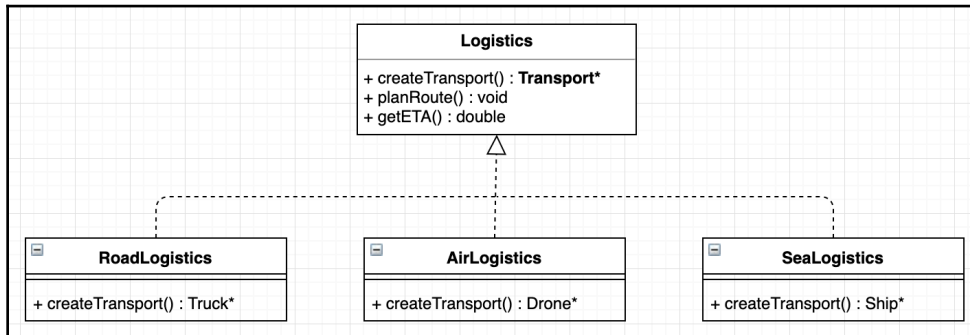 Logistics
+ createTransport() : Transport*
+ planRoute() : void
+ getETA() : double
RoadLogistics
+ createTransport() : Truck*
AirLogistics
+ createTransport() : Drone*
SeaLogistics
+ createTransport() : Ship*